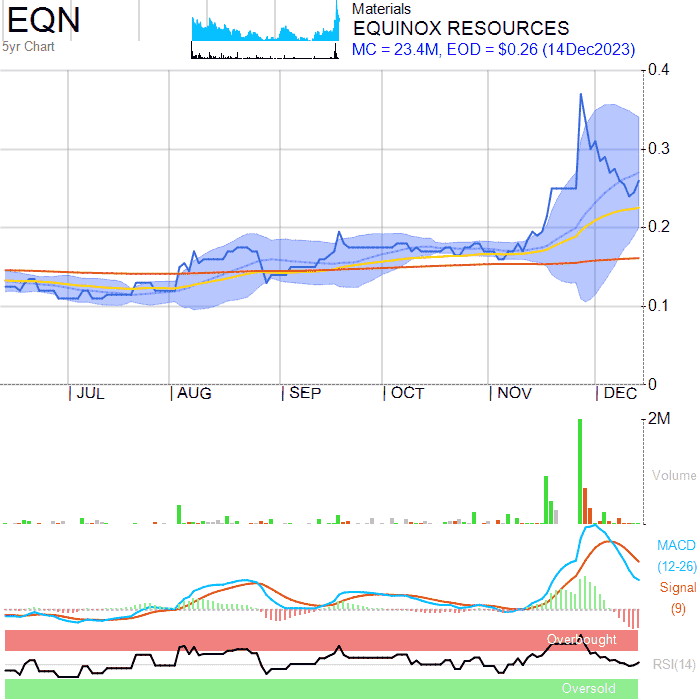 EQN
5yr Chart
Materials
EQUINOX RESOURCES
MC = 23.4M, EOD = $0.26 (14Dec2023)
0.4
0.3
0.2
0.1
0
JUL
AUG
SEP
OCT
NOV
DEC
2M
Volume
MACD
(12-26)
Signal
(9)
Overbought
RSI(14)
Oversold